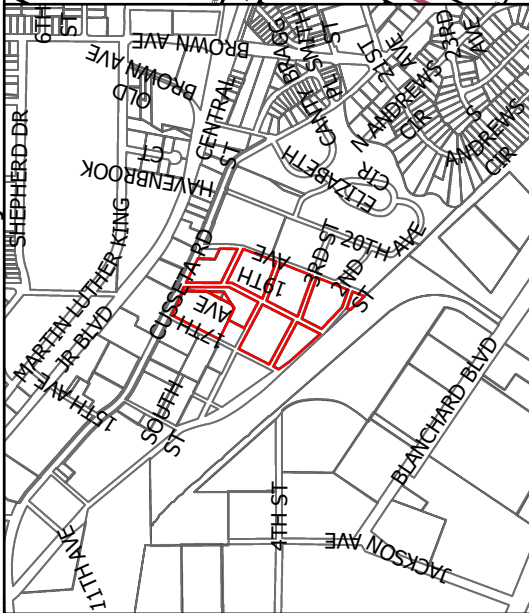 6TH
ST
BROWN AVE
OLD
BROWN AVE
CENTRAL
ST
CANTY
BRAGG
SMITH
ST
21ST
AVE
23RD
AVE
N ANDREWS
CIR
S
ANDREWS
CIR
SHEPHERD DR
HAVENBROOK
CT
ELIZABETH
CIR
MARTIN LUTHER KING
JR BLVD
CUSSETA RD
19TH
AVE
3RD ST
2ND
ST
20TH AVE
17TH
AVE
15TH AVE
SOUTH
ST
BLANCHARD BLVD
4TH ST
JACKSON AVE
11TH AVE